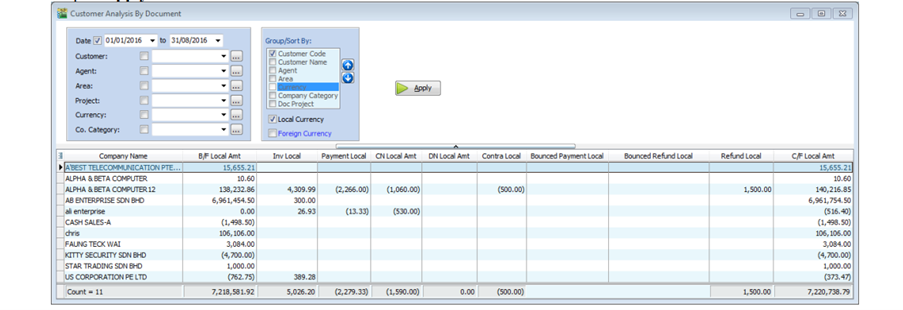 Customer Analysis By Document
Date 01/01/2016 to 31/08/2016
Customer: ...
Agent: ...
Area: ...
Project: ...
Currency: ...
Co. Category: ...
Group/Sort By:
Customer Code
Customer Name
Agent
Area
Currency
Company Category
Doc Project
Local Currency
Foreign Currency
Apply
Company Name B/F Local Amt Inv Local Payment Local CN Local Amt DN Local Amt Contra Local Bounced Payment Local Bounced Refund Local Refund Local C/F Local Amt
A'BEST TELECOMMUNICATION PTE... 15,655.21 15,655.21
ALPHA & BETA COMPUTER 10.60 10.60
ALPHA & BETA COMPUTER12 138,232.86 4,309.99 (2,266.00) (1,060.00) (500.00) 1,500.00 140,216.85
AB ENTERPRISE SDN BHD 6,961,454.50 300.00 6,961,754.50
ali enterprise 0.00 26.93 (13.33) (530.00) (516.40)
CASH SALES-A (1,498.50) (1,498.50)
chris 106,106.00 106,106.00
FAUNG TECK WAI 3,084.00 3,084.00
KITTY SECURITY SDN BHD (4,700.00) (4,700.00)
STAR TRADING SDN BHD 1,000.00 1,000.00
US CORPORATION PE LTD (762.75) 389.28 (373.47)
Count = 11 7,218,581.92 5,026.20 (2,279.33) (1,590.00) 0.00 (500.00) 1,500.00 7,220,738.79